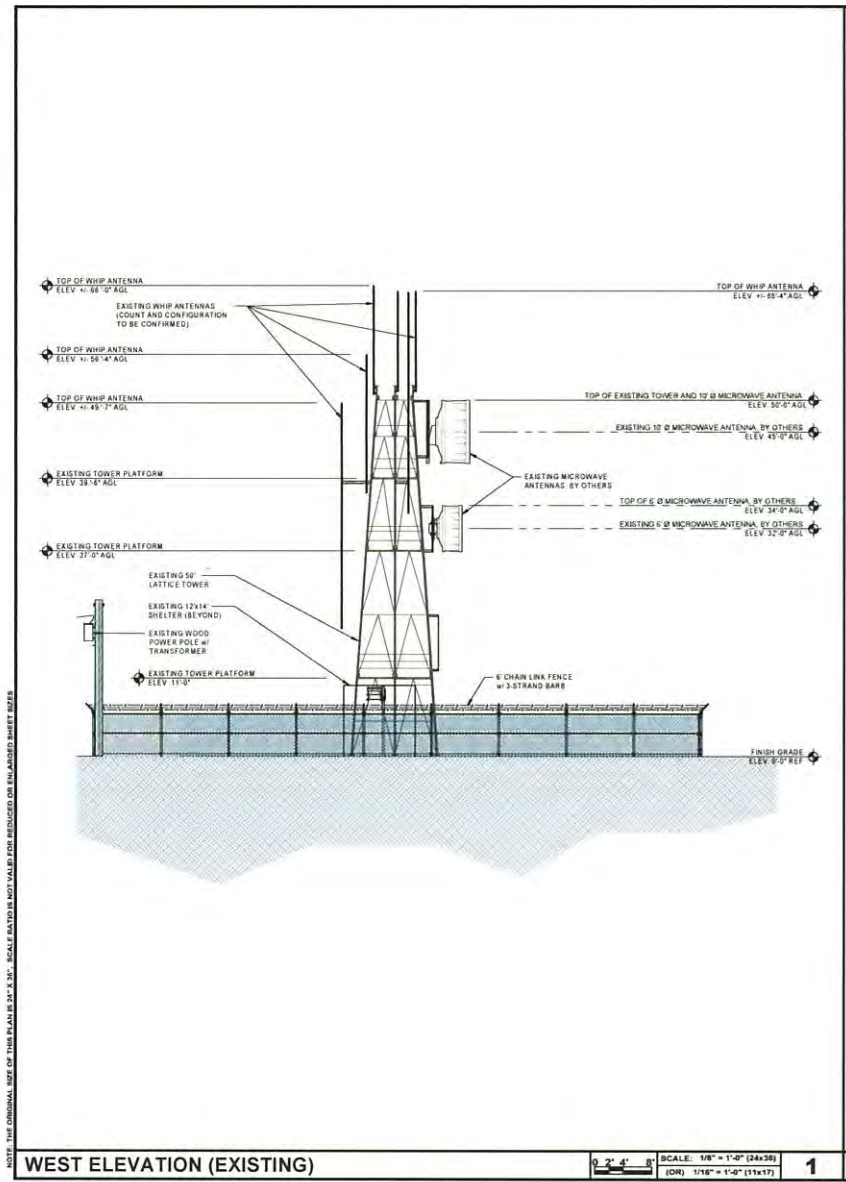 TOP OF WHIP ANTENNA
ELEV. +/- 66'-0" AGL
EXISTING WHIP ANTENNAS
(COUNT AND CONFIGURATION
TO BE CONFIRMED)
TOP OF WHIP ANTENNA
ELEV. +/- 56'-4" AGL
TOP OF WHIP ANTENNA
ELEV. +/- 49'-7" AGL
EXISTING TOWER PLATFORM
ELEV. 39'-6" AGL
EXISTING TOWER PLATFORM
ELEV. 27'-0" AGL
EXISTING 50'
LATTICE TOWER
EXISTING 12'x14'
SHELTER (BEYOND)
EXISTING WOOD
POWER POLE w/
TRANSFORMER
EXISTING TOWER PLATFORM
ELEV. 11'-0"
TOP OF WHIP ANTENNA
ELEV. +/- 65'-4" AGL
TOP OF EXISTING TOWER AND 10' Ø MICROWAVE ANTENNA
ELEV. 50'-0" AGL
EXISTING 10' Ø MICROWAVE ANTENNA, BY OTHERS
ELEV. 45'-0" AGL
EXISTING MICROWAVE
ANTENNAS, BY OTHERS
TOP OF 6' Ø MICROWAVE ANTENNA, BY OTHERS
ELEV. 34'-0" AGL
EXISTING 6' Ø MICROWAVE ANTENNA, BY OTHERS
ELEV. 32'-0" AGL
6' CHAIN LINK FENCE
w/ 3-STRAND BARB
FINISH GRADE
ELEV. 0'-0" REF
NOTE: THE ORIGINAL SIZE OF THIS PLAN IS 24" X 36". SCALE RATIO IS NOT VALID FOR REDUCED OR ENLARGED SHEET SIZES
WEST ELEVATION (EXISTING)
0 2' 4' 8'
SCALE: 1/8" = 1'-0" (24x36)
(OR) 1/16" = 1'-0" (11x17)
1